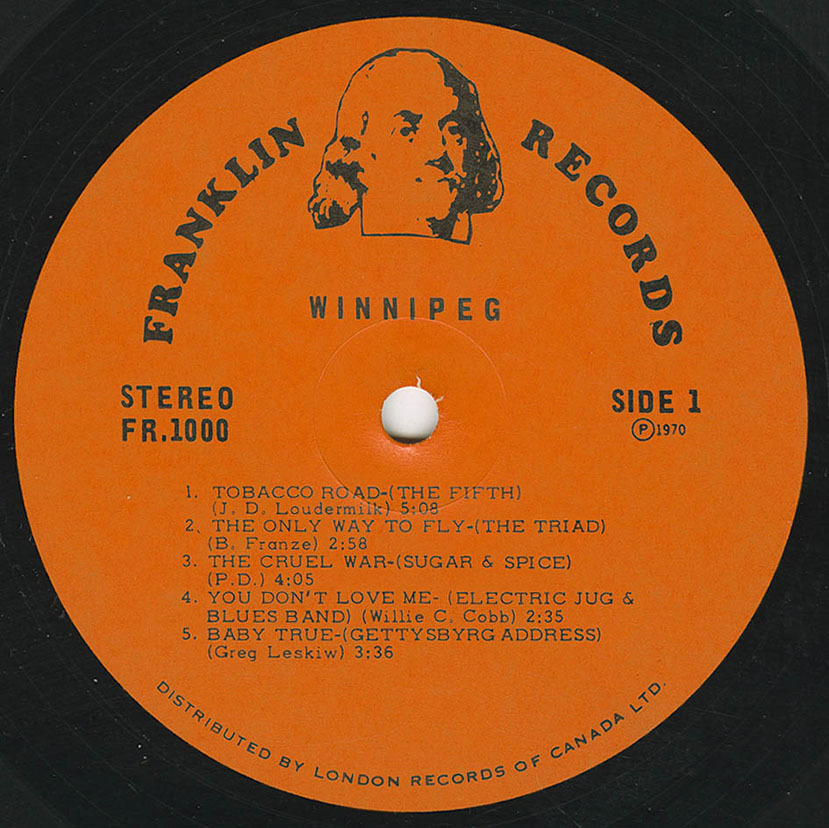 FRANKLIN RECORDS
WINNIPEG
STEREO
FR.1000
SIDE 1
Ⓟ1970
1. TOBACCO ROAD-(THE FIFTH)
(J. D. Loudermilk) 5:08
2. THE ONLY WAY TO FLY-(THE TRIAD)
(B. Franze) 2:58
3. THE CRUEL WAR-(SUGAR & SPICE)
(P.D.) 4:05
4. YOU DON'T LOVE ME- (ELECTRIC JUG &
BLUES BAND) (Willie C. Cobb) 2:35
5. BABY TRUE-(GETTYSBYRG ADDRESS)
(Greg Leskiw) 3:36
DISTRIBUTED BY LONDON RECORDS OF CANADA LTD.